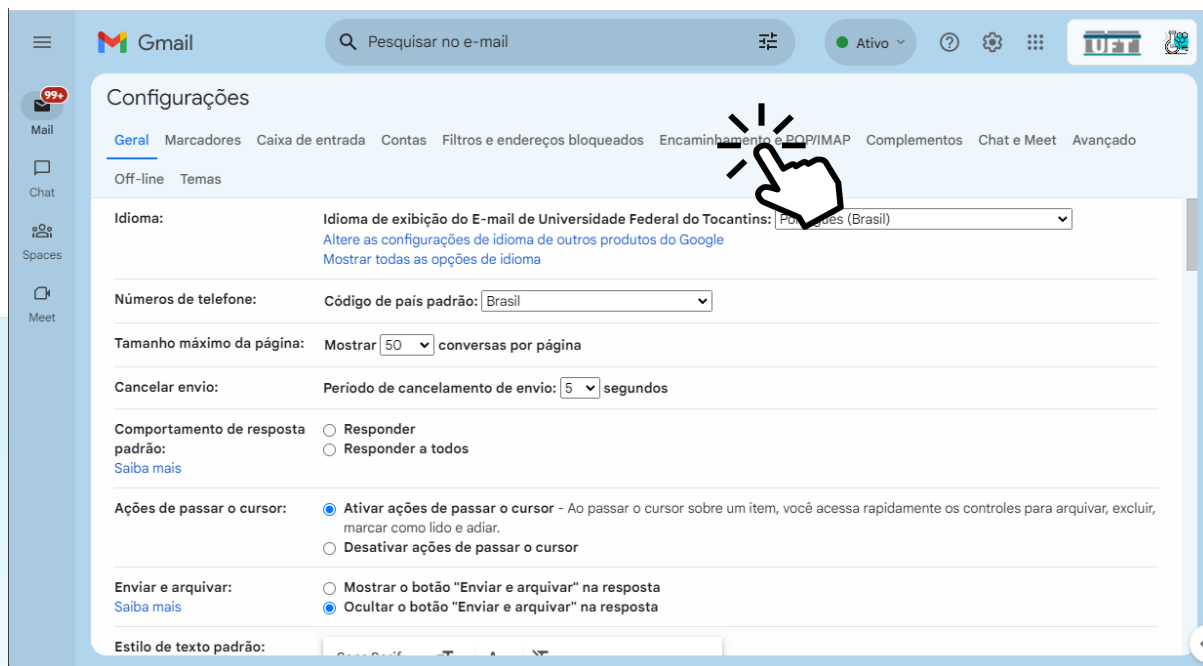 Gmail
Pesquisar no e-mail
Ativo
UFT
99+
Mail
Chat
Spaces
Meet
Configurações
Geral Marcadores Caixa de entrada Contas Filtros e endereços bloqueados Encaminhamento e POP/IMAP Complementos Chat e Meet Avançado
Off-line Temas
Idioma: Idioma de exibição do E-mail de Universidade Federal do Tocantins: Português (Brasil)
Altere as configurações de idioma de outros produtos do Google
Mostrar todas as opções de idioma
Números de telefone: Código de país padrão: Brasil
Tamanho máximo da página: Mostrar 50 conversas por página
Cancelar envio: Período de cancelamento de envio: 5 segundos
Comportamento de resposta Responder
padrão: Responder a todos
Saiba mais
Ações de passar o cursor: Ativar ações de passar o cursor - Ao passar o cursor sobre um item, você acessa rapidamente os controles para arquivar, excluir,
marcar como lido e adiar.
Desativar ações de passar o cursor
Enviar e arquivar: Mostrar o botão "Enviar e arquivar" na resposta
Saiba mais Ocultar o botão "Enviar e arquivar" na resposta
Estilo de texto padrão: